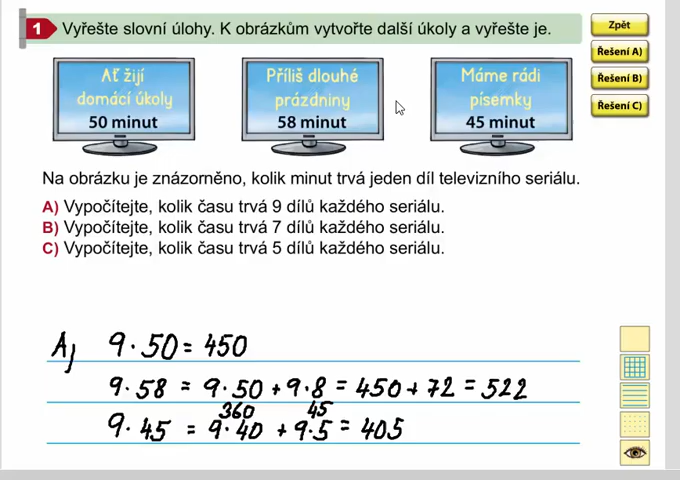 1 Vyřešte slovní úlohy. K obrázkům vytvořte další úkoly a vyřešte je.
Zpět
Řešení A)
Řešení B)
Řešení C)
Ať žijí
domácí úkoly
50 minut
Příliš dlouhé
prázdniny
58 minut
Máme rádi
písemky
45 minut
Na obrázku je znázorněno, kolik minut trvá jeden díl televizního seriálu.
A) Vypočítejte, kolik času trvá 9 dílů každého seriálu.
B) Vypočítejte, kolik času trvá 7 dílů každého seriálu.
C) Vypočítejte, kolik času trvá 5 dílů každého seriálu.
A) 9·50 = 450
9·58 = 9·50 + 9·8 = 450 + 72 = 522
360 45
9·45 = 9·40 + 9·5 = 405